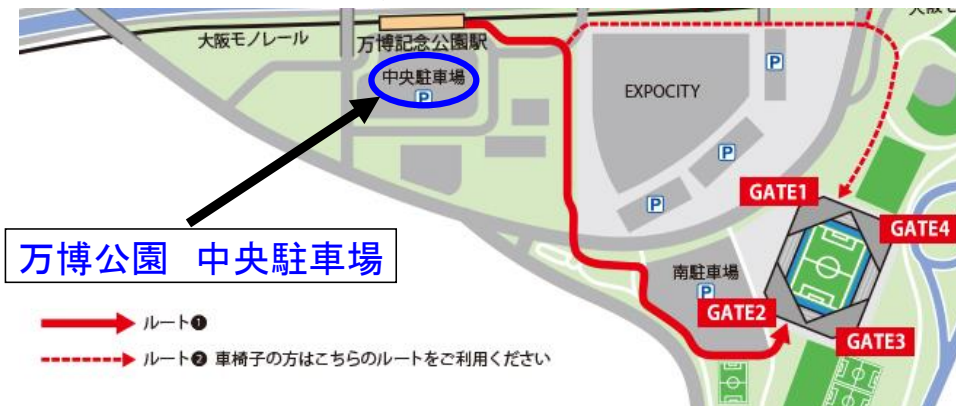 大阪モノレール
万博記念公園駅
中央駐車場
P
EXPOCITY
P
P
P
GATE1
GATE4
万博公園 中央駐車場
南駐車場
P
GATE2
GATE3
ルート❶
ルート❷ 車椅子の方はこちらのルートをご利用ください